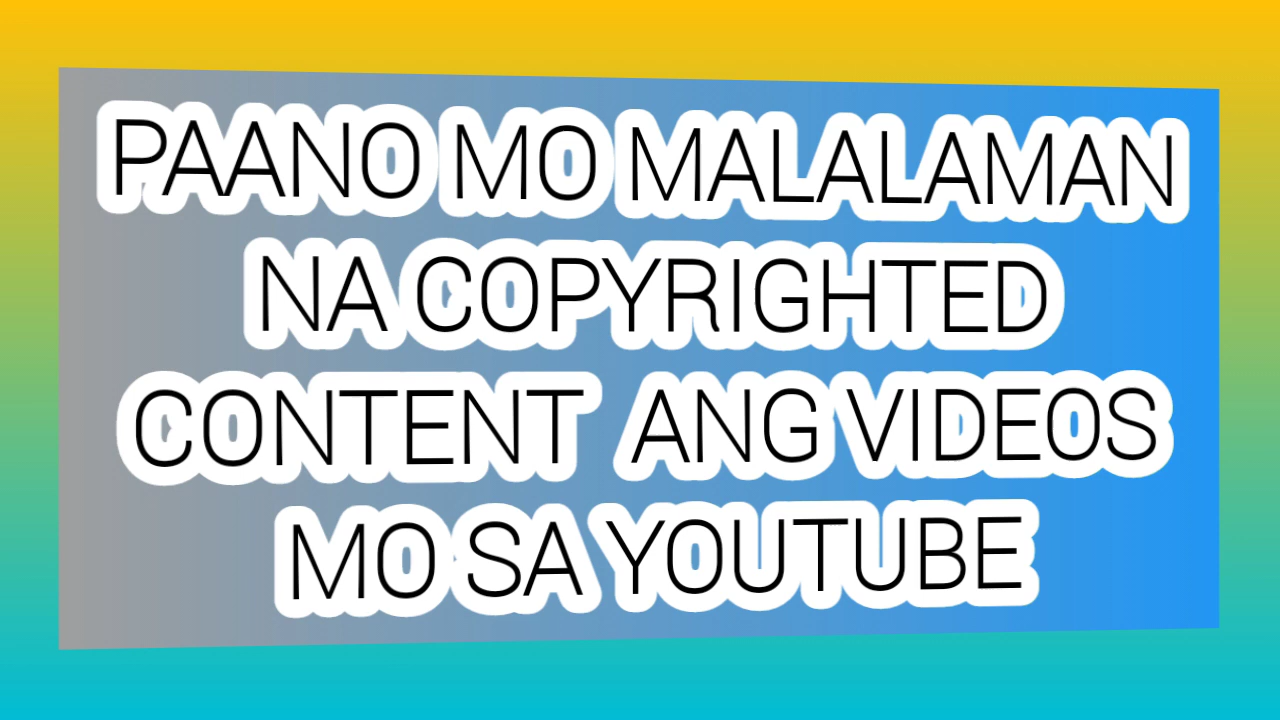 PAANO MO MALALAMAN
NA COPYRIGHTED
CONTENT ANG VIDEOS
MO SA YOUTUBE